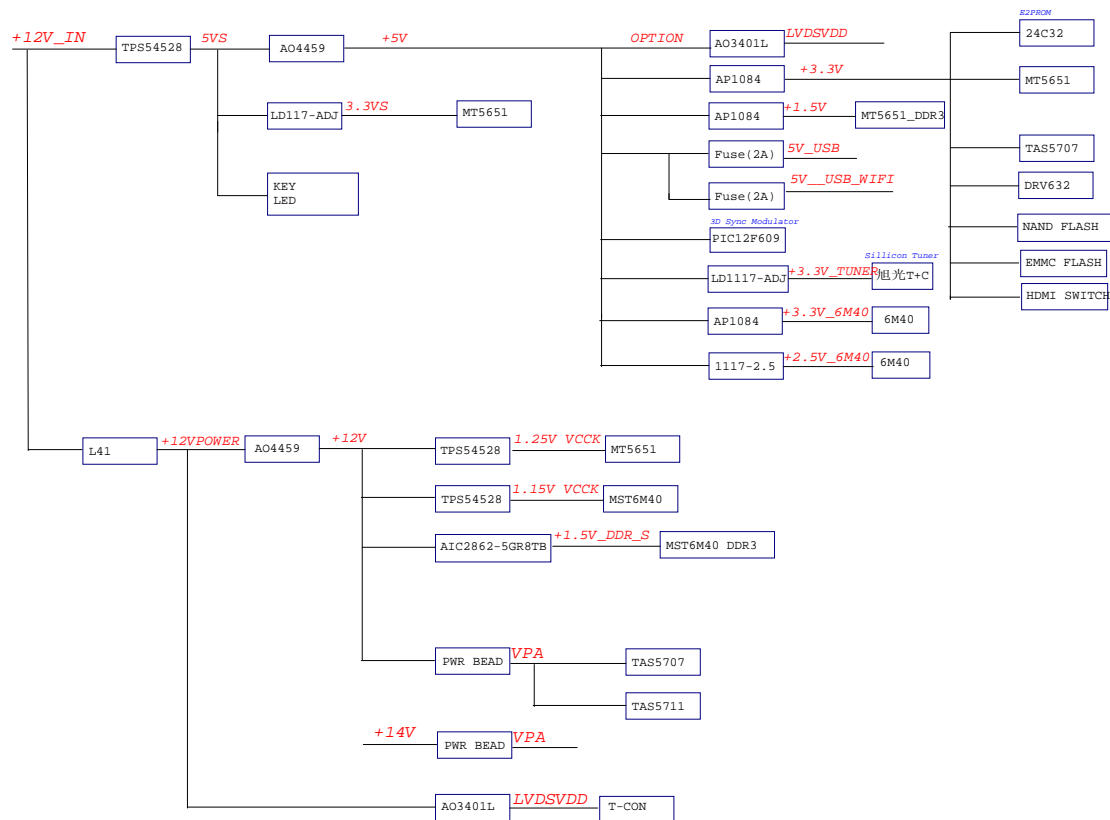 E2PROM
+12V_IN
TPS54528
5VS
AO4459
+5V
OPTION
AO3401L
LVDSVDD
24C32
AP1084
+3.3V
MT5651
LD117-ADJ
3.3VS
MT5651
AP1084
+1.5V
MT5651_DDR3
Fuse(2A)
5V_USB
TAS5707
KEY
LED
Fuse(2A)
5V__USB_WIFI
DRV632
3D Sync Modulator
PIC12F609
NAND FLASH
Sillicon Tuner
LD1117-ADJ
+3.3V_TUNER
旭光T+C
EMMC FLASH
HDMI SWITCH
AP1084
+3.3V_6M40
6M40
1117-2.5
+2.5V_6M40
6M40
L41
+12VPOWER
AO4459
+12V
TPS54528
1.25V VCCK
MT5651
TPS54528
1.15V VCCK
MST6M40
AIC2862-5GR8TB
+1.5V_DDR_S
MST6M40 DDR3
PWR BEAD
VPA
TAS5707
TAS5711
+14V
PWR BEAD
VPA
AO3401L
LVDSVDD
T-CON